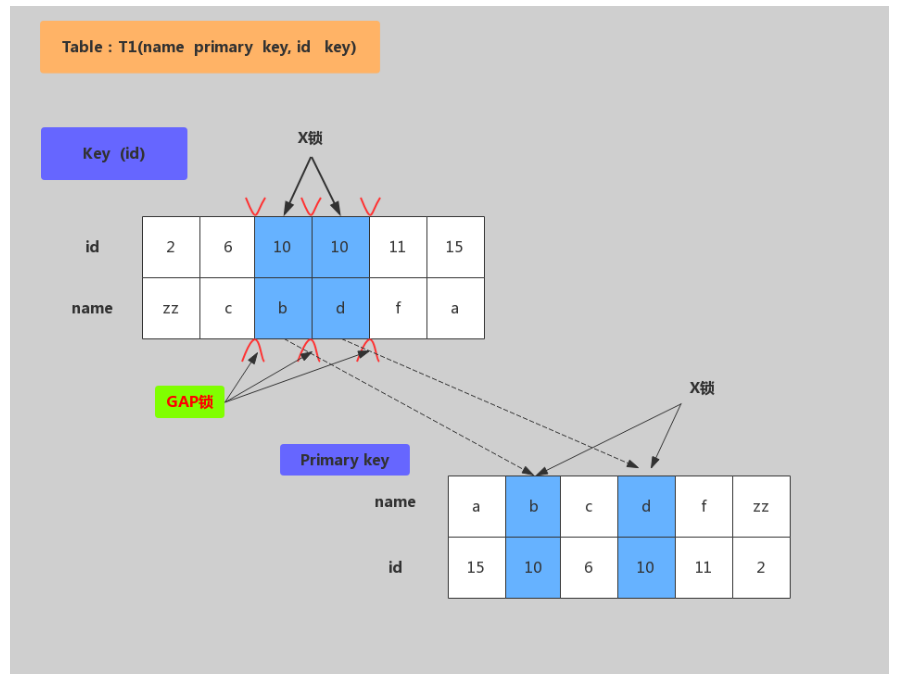 Table：T1(name primary key, id key)
Key (id)
X锁
id 2 6 10 10 11 15
name zz c b d f a
GAP锁
X锁
Primary key
name a b c d f zz
id 15 10 6 10 11 2